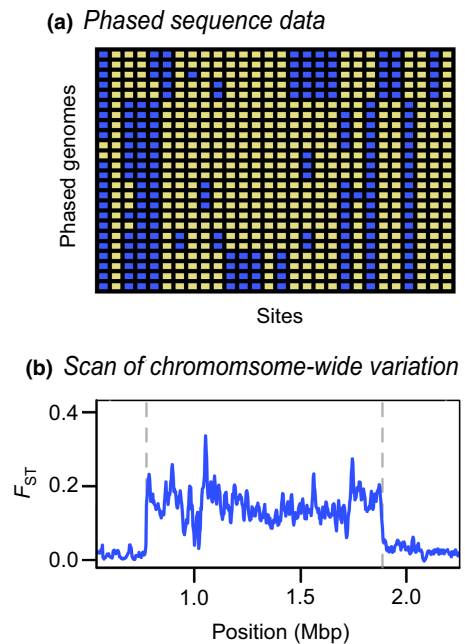 (a) Phased sequence data
Phased genomes
Sites
(b) Scan of chromomsome-wide variation
0.4
0.2
0.0
FST
1.0
1.5
2.0
Position (Mbp)